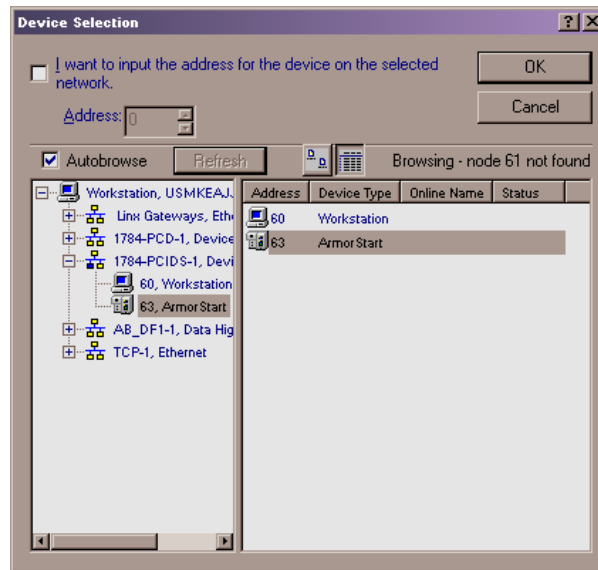 Device Selection
I want to input the address for the device on the selected
network.
Address: 0
OK
Cancel
Autobrowse
Refresh
Browsing - node 61 not found
Workstation, USMKEAJ
Linx Gateways, Eth
1784-PCD-1, Device
1784-PCIDS-1, Devi
60, Workstation
63, ArmorStart
AB_DF1-1, Data Hig
TCP-1, Ethernet
Address Device Type Online Name Status
60 Workstation
63 ArmorStart